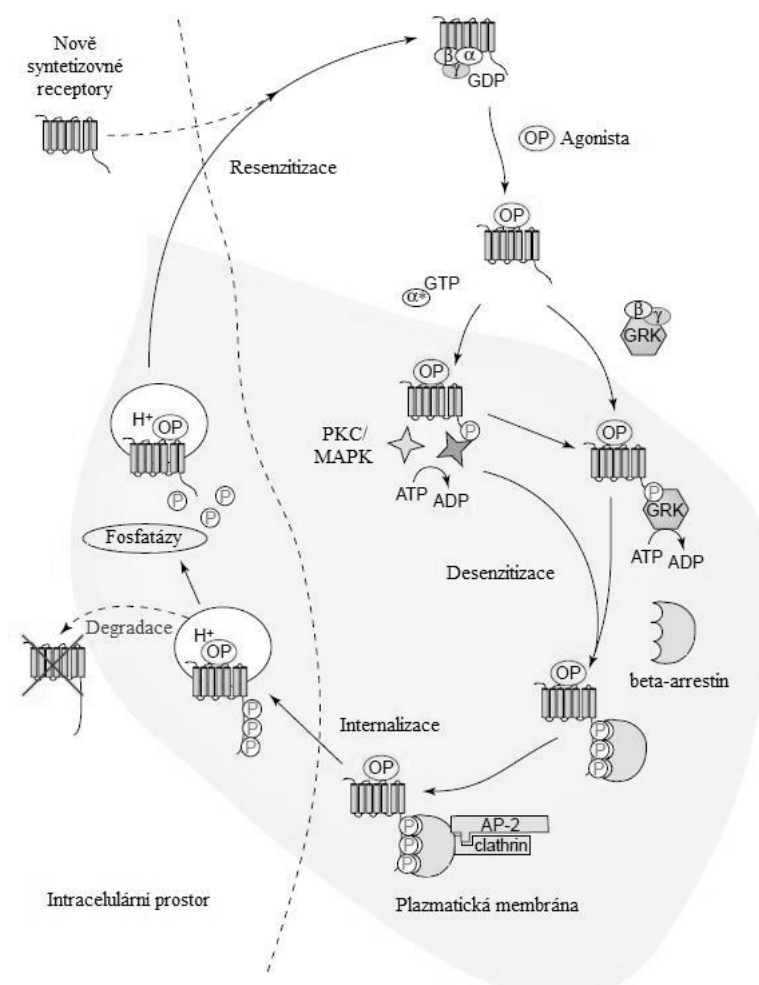 Nově
syntetizovné
receptory
β α
γ
GDP
OP Agonista
Resenzitizace
OP
GTP
α*
β γ
GRK
OP
P
PKC/
MAPK
ATP ADP
OP
P
GRK
ATP ADP
H+ OP
P
P
P
Fosfatázy
Desenzitizace
Degradace
H+
OP
P
P
P
beta-arrestin
OP
P
P
P
Internalizace
OP
P
P
P
AP-2
clathrin
Intracelulární prostor
Plazmatická membrána